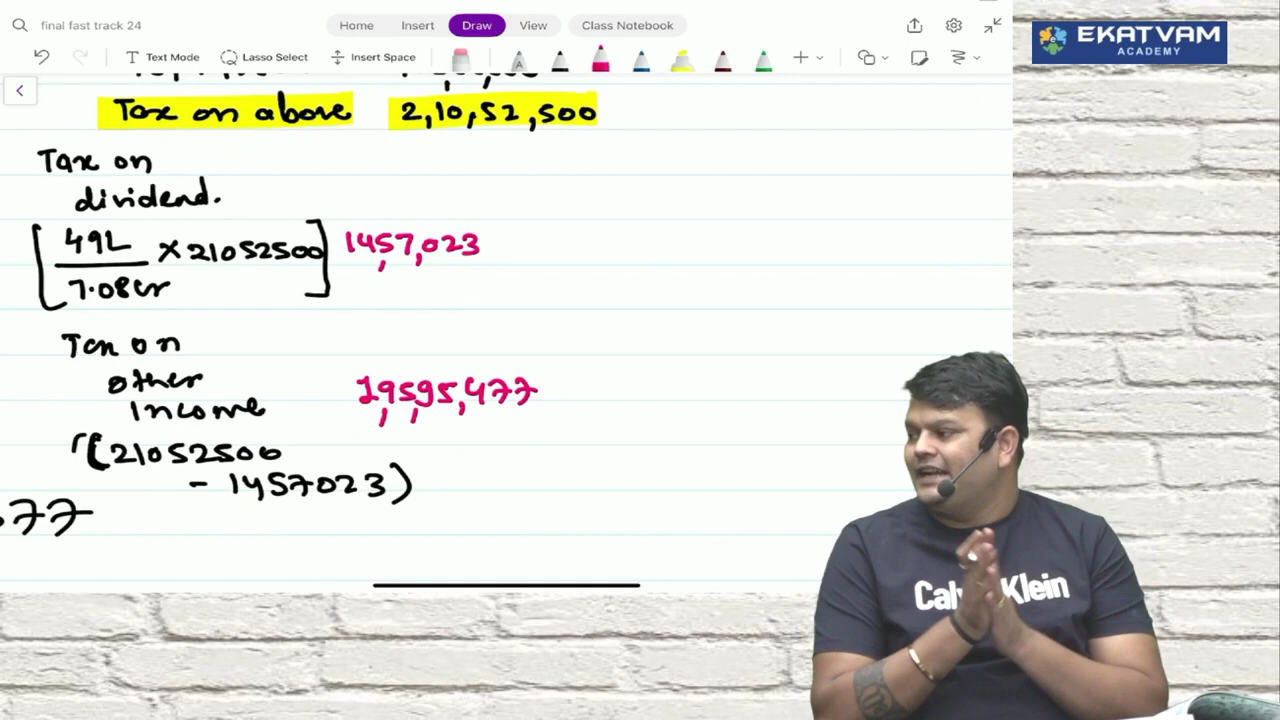 final fast track 24
Home Insert Draw View Class Notebook
EKATVAM
ACADEMY
Text Mode Lasso Select Insert Space
Tax on above 2,10,52,500
Tax on
dividend.
[49L / 7.08cr × 21052500] 1457,023
Tax on
other
Income 19595,477
(21052500
- 1457023)
77
Calvin Klein